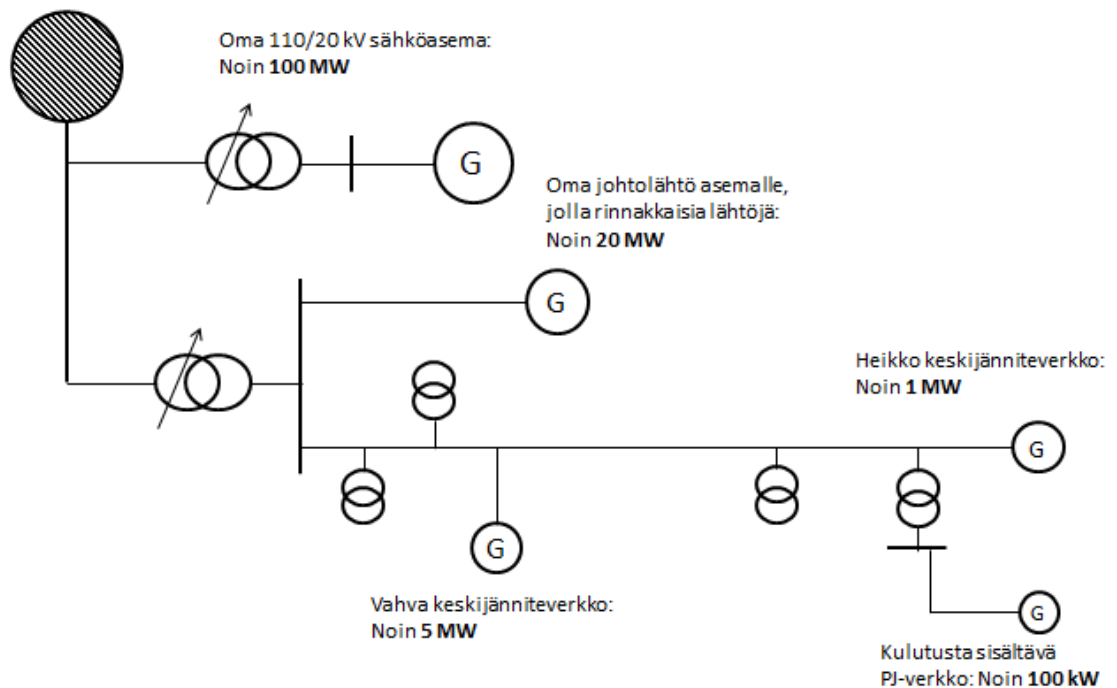 Oma 110/20 kV sähköasema:
Noin 100 MW
G
Oma johtolähtö asemalle,
jolla rinnakkaisia lähtöjä:
Noin 20 MW
G
Heikko keskijänniteverkko:
Noin 1 MW
G
G
Vahva keskijänniteverkko:
Noin 5 MW
G
Kulutusta sisältävä
PJ-verkko: Noin 100 kW